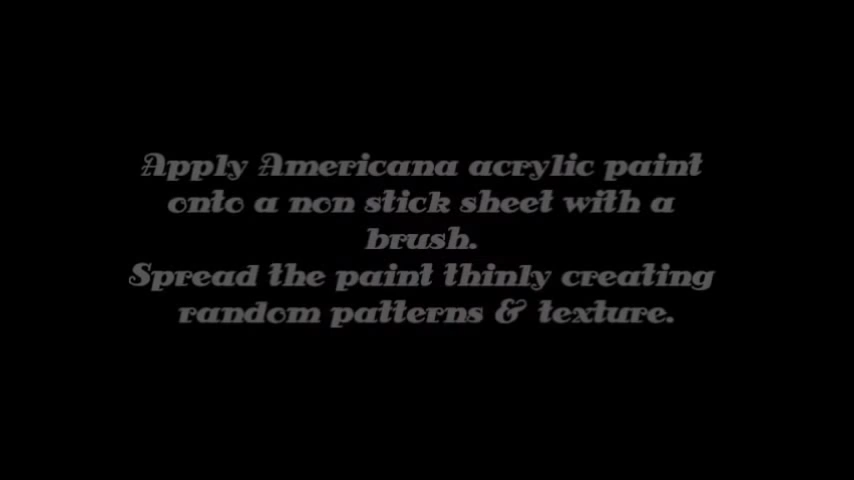 Apply Americana acrylic paint
onto a non stick sheet with a
brush.
Spread the paint thinly creating
random patterns & texture.